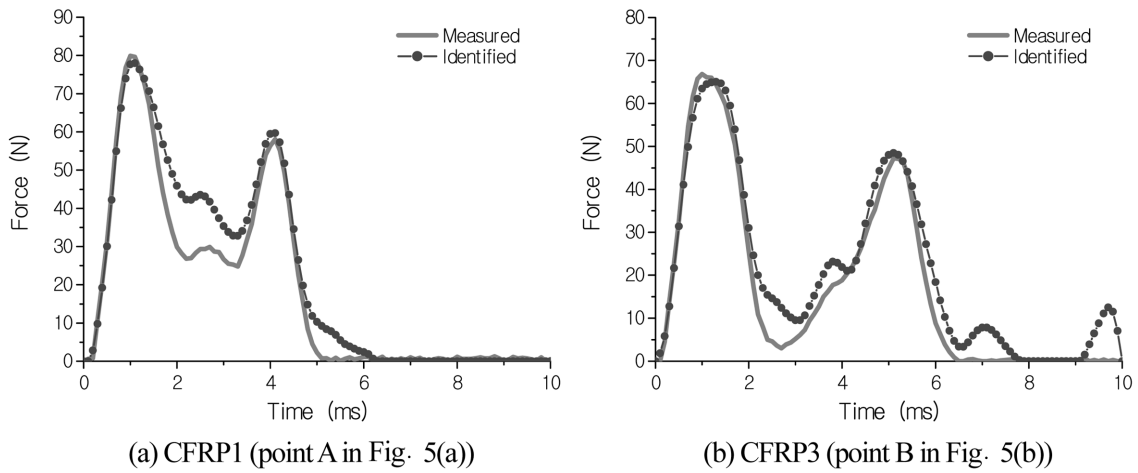 90
80
70
60
50
40
30
20
10
0
Force (N)
Measured
Identified
0 2 4 6 8 10
Time (ms)
(a) CFRP1 (point A in Fig. 5(a))
80
70
60
50
40
30
20
10
0
Force (N)
Measured
Identified
0 2 4 6 8 10
Time (ms)
(b) CFRP3 (point B in Fig. 5(b))